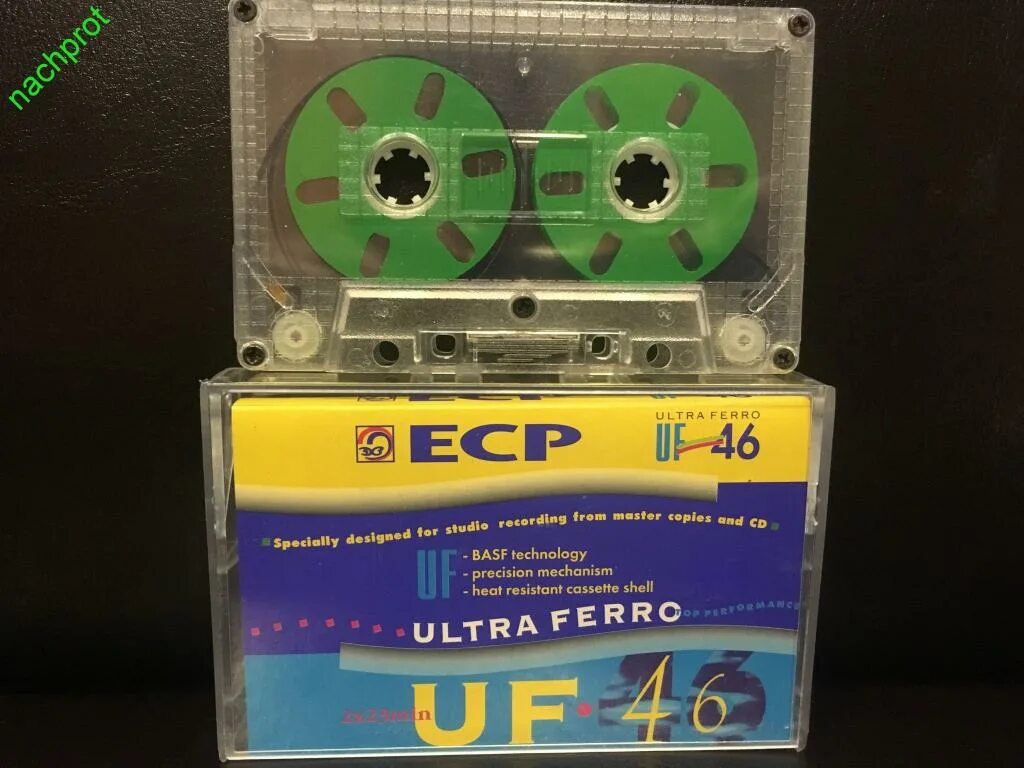 nachprot
ECP
ULTRA FERRO
UF 46
Specially designed for studio recording from master copies and CD
UF - BASF technology
- precision mechanism
- heat resistant cassette shell
ULTRA FERRO TOP PERFORMANCE
2x23min UF·46